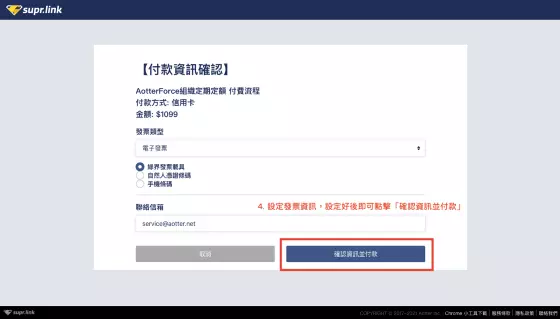 supr.link
【付款資訊確認】
AotterForce組織定期定額 付費流程
付款方式: 信用卡
金額: $1099
發票類型
電子發票
綠界發票載具
自然人憑證條碼
手機條碼
聯絡信箱
4. 設定發票資訊，設定好後即可點擊「確認資訊並付款」
service@aotter.net
取消
確認資訊並付款
supr.link
COPYRIGHT © 2017-2021 Aotter Inc.
Chrome 小工具下載 | 服務條款 | 隱私政策 | 聯絡我們